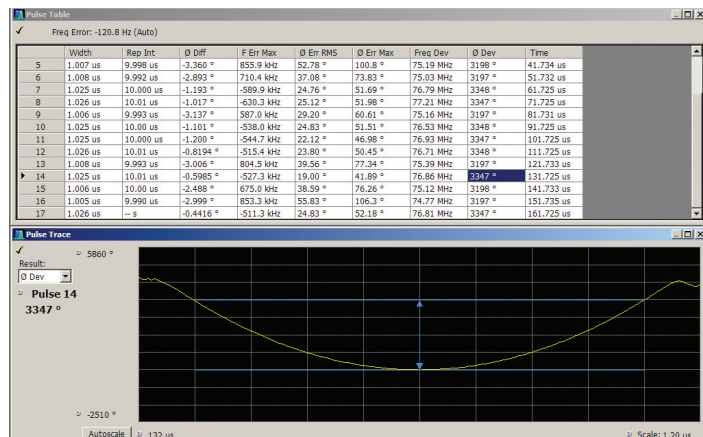 Pulse Table
Freq Error: -120.8 Hz (Auto)
Width Rep Int Ø Diff F Err Max Ø Err RMS Ø Err Max Freq Dev Ø Dev Time
5 1.007 us 9.998 us -3.360 ° 855.9 kHz 52.78 ° 100.8 ° 75.19 MHz 3198 ° 41.734 us
6 1.008 us 9.992 us -2.893 ° 710.4 kHz 37.08 ° 73.83 ° 75.03 MHz 3197 ° 51.732 us
7 1.025 us 10.000 us -1.193 ° -589.9 kHz 24.76 ° 51.69 ° 76.79 MHz 3348 ° 61.725 us
8 1.026 us 10.01 us -1.017 ° -630.3 kHz 25.12 ° 51.98 ° 77.21 MHz 3347 ° 71.725 us
9 1.006 us 9.993 us -3.137 ° 587.0 kHz 29.20 ° 60.61 ° 75.16 MHz 3197 ° 81.731 us
10 1.025 us 10.00 us -1.101 ° -538.0 kHz 24.83 ° 51.51 ° 76.53 MHz 3348 ° 91.725 us
11 1.025 us 10.000 us -1.200 ° -544.7 kHz 22.12 ° 46.98 ° 76.93 MHz 3347 ° 101.725 us
12 1.026 us 10.01 us -0.8194 ° -515.4 kHz 23.80 ° 50.45 ° 76.71 MHz 3348 ° 111.725 us
13 1.008 us 9.993 us -3.006 ° 804.5 kHz 39.56 ° 77.34 ° 75.39 MHz 3197 ° 121.733 us
14 1.025 us 10.01 us -0.5985 ° -527.3 kHz 19.00 ° 41.89 ° 76.86 MHz 3347 ° 131.725 us
15 1.006 us 10.00 us -2.488 ° 675.0 kHz 38.59 ° 76.26 ° 75.12 MHz 3198 ° 141.733 us
16 1.005 us 9.990 us -2.999 ° 853.3 kHz 55.83 ° 106.3 ° 74.77 MHz 3197 ° 151.735 us
17 1.026 us -- s -0.4416 ° -511.3 kHz 24.83 ° 52.18 ° 76.81 MHz 3347 ° 161.725 us
Pulse Trace
5860 °
Result:
Ø Dev
Pulse 14
3347 °
-2510 °
Autoscale 132 us Scale: 1.20 us